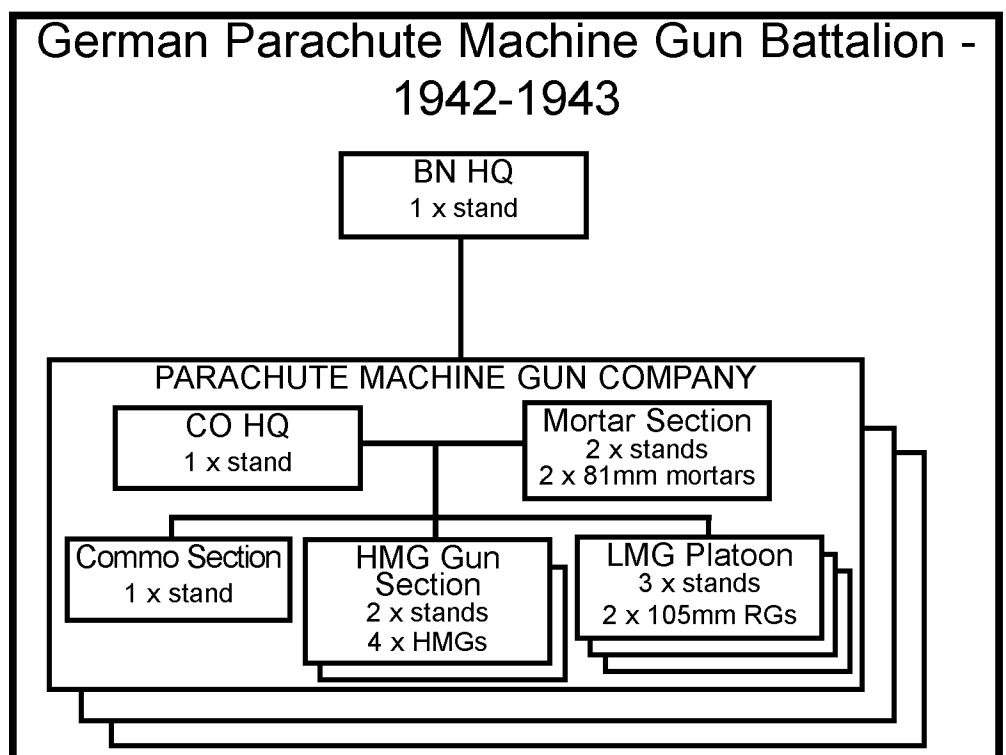 German Parachute Machine Gun Battalion -
1942-1943
BN HQ
1 x stand
PARACHUTE MACHINE GUN COMPANY
CO HQ
1 x stand
Mortar Section
2 x stands
2 x 81mm mortars
Commo Section
1 x stand
HMG Gun
Section
2 x stands
4 x HMGs
LMG Platoon
3 x stands
2 x 105mm RGs